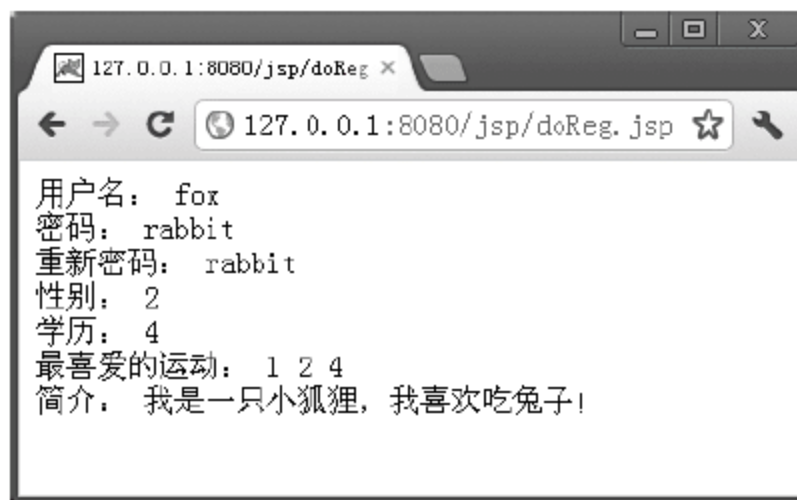 127.0.0.1:8080/jsp/doReg
127.0.0.1:8080/jsp/doReg.jsp
用户名： fox
密码： rabbit
重新密码： rabbit
性别： 2
学历： 4
最喜爱的运动： 1 2 4
简介： 我是一只小狐狸，我喜欢吃兔子！